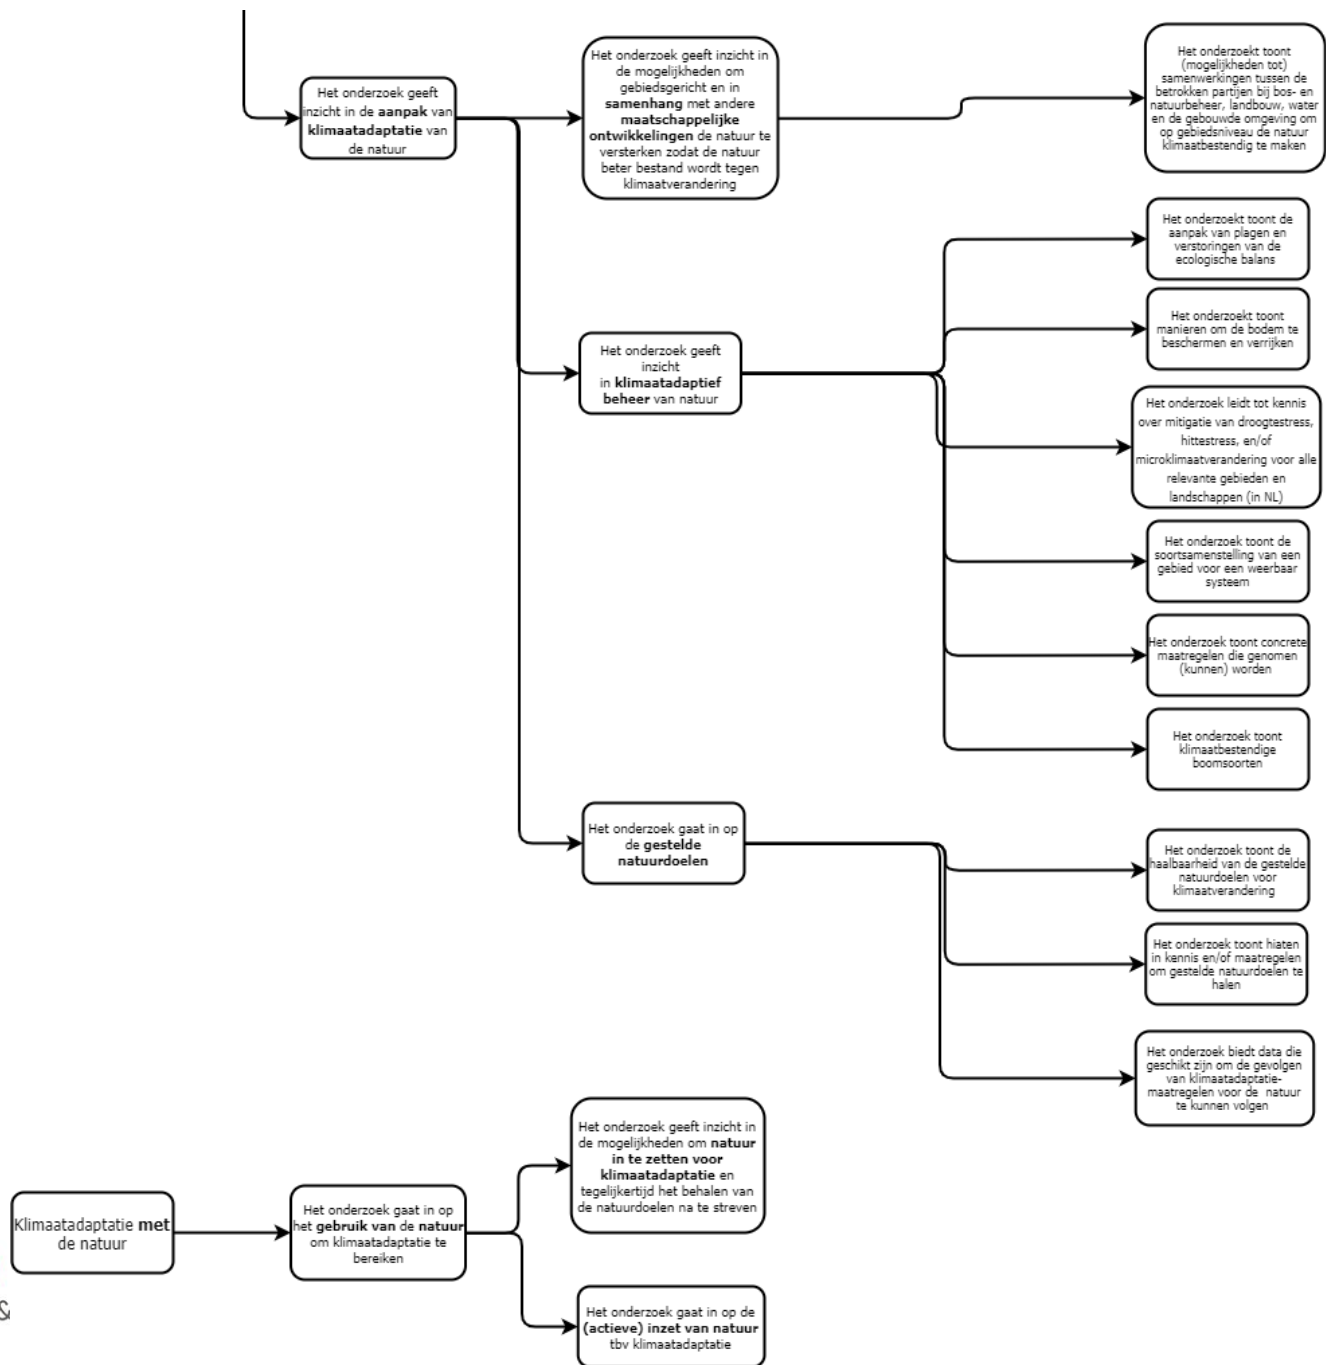 Het onderzoek geeft
inzicht in de aanpak van
klimaatadaptatie van
de natuur
Het onderzoek geeft inzicht in
de mogelijkheden om
gebiedsgericht en in
samenhang met andere
maatschappelijke
ontwikkelingen de natuur te
versterken zodat de natuur
beter bestand wordt tegen
klimaatverandering
Het onderzoekt toont
(mogelijkheden tot)
samenwerkingen tussen de
betrokken partijen bij bos- en
natuurbeheer, landbouw, water
en de gebouwde omgeving om
op gebiedsniveau de natuur
klimaatbestendig te maken
Het onderzoekt toont de
aanpak van plagen en
verstoringen van de
ecologische balans
Het onderzoekt toont
manieren om de bodem te
beschermen en verrijken
Het onderzoek geeft
inzicht
in klimaatadaptief
beheer van natuur
Het onderzoek leidt tot kennis
over mitigatie van droogtestress,
hittestress, en/of
microklimaatverandering voor alle
relevante gebieden en
landschappen (in NL)
Het onderzoek toont de
soortsamenstelling van een
gebied voor een weerbaar
systeem
Het onderzoek toont concrete
maatregelen die genomen
(kunnen) worden
Het onderzoek toont
klimaatbestendige
boomsoorten
Het onderzoek gaat in op
de gestelde
natuurdoelen
Het onderzoek toont de
haalbaarheid van de gestelde
natuurdoelen voor
klimaatverandering
Het onderzoek toont hiaten
in kennis en/of maatregelen
om gestelde natuurdoelen te
halen
Het onderzoek biedt data die
geschikt zijn om de gevolgen
van klimaatadaptatie-
maatregelen voor de natuur
te kunnen volgen
Klimaatadaptatie met
de natuur
Het onderzoek gaat in op
het gebruik van de natuur
om klimaatadaptatie te
bereiken
Het onderzoek geeft inzicht in
de mogelijkheden om natuur
in te zetten voor
klimaatadaptatie en
tegelijkertijd het behalen van
de natuurdoelen na te streven
Het onderzoek gaat in op de
(actieve) inzet van natuur
tbv klimaatadaptatie
&